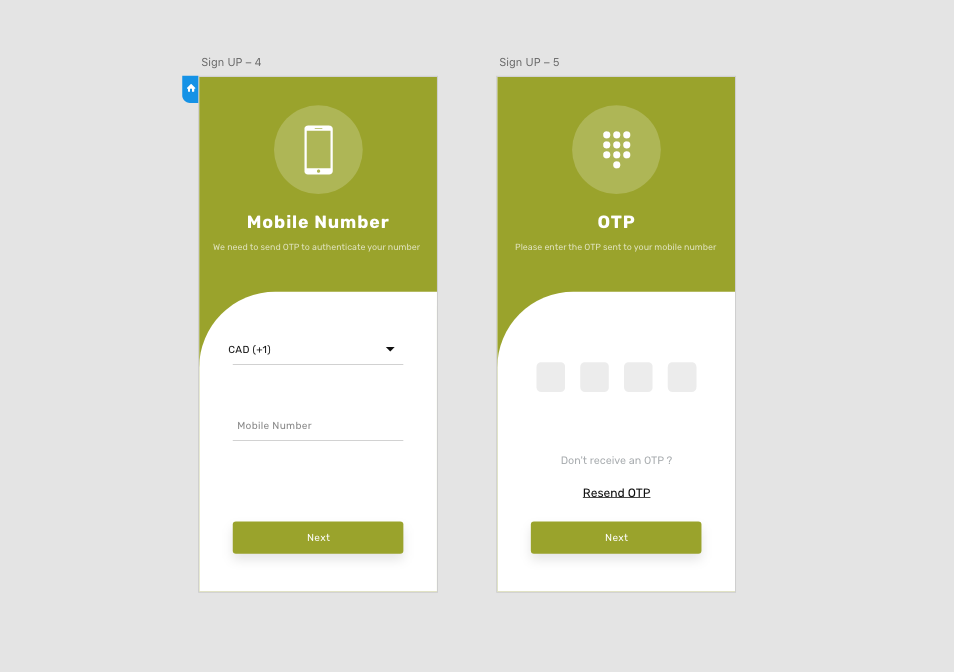 Sign UP – 4
Mobile Number
We need to send OTP to authenticate your number
CAD (+1)
Mobile Number
Next
Sign UP – 5
OTP
Please enter the OTP sent to your mobile number
Don't receive an OTP ?
Resend OTP
Next